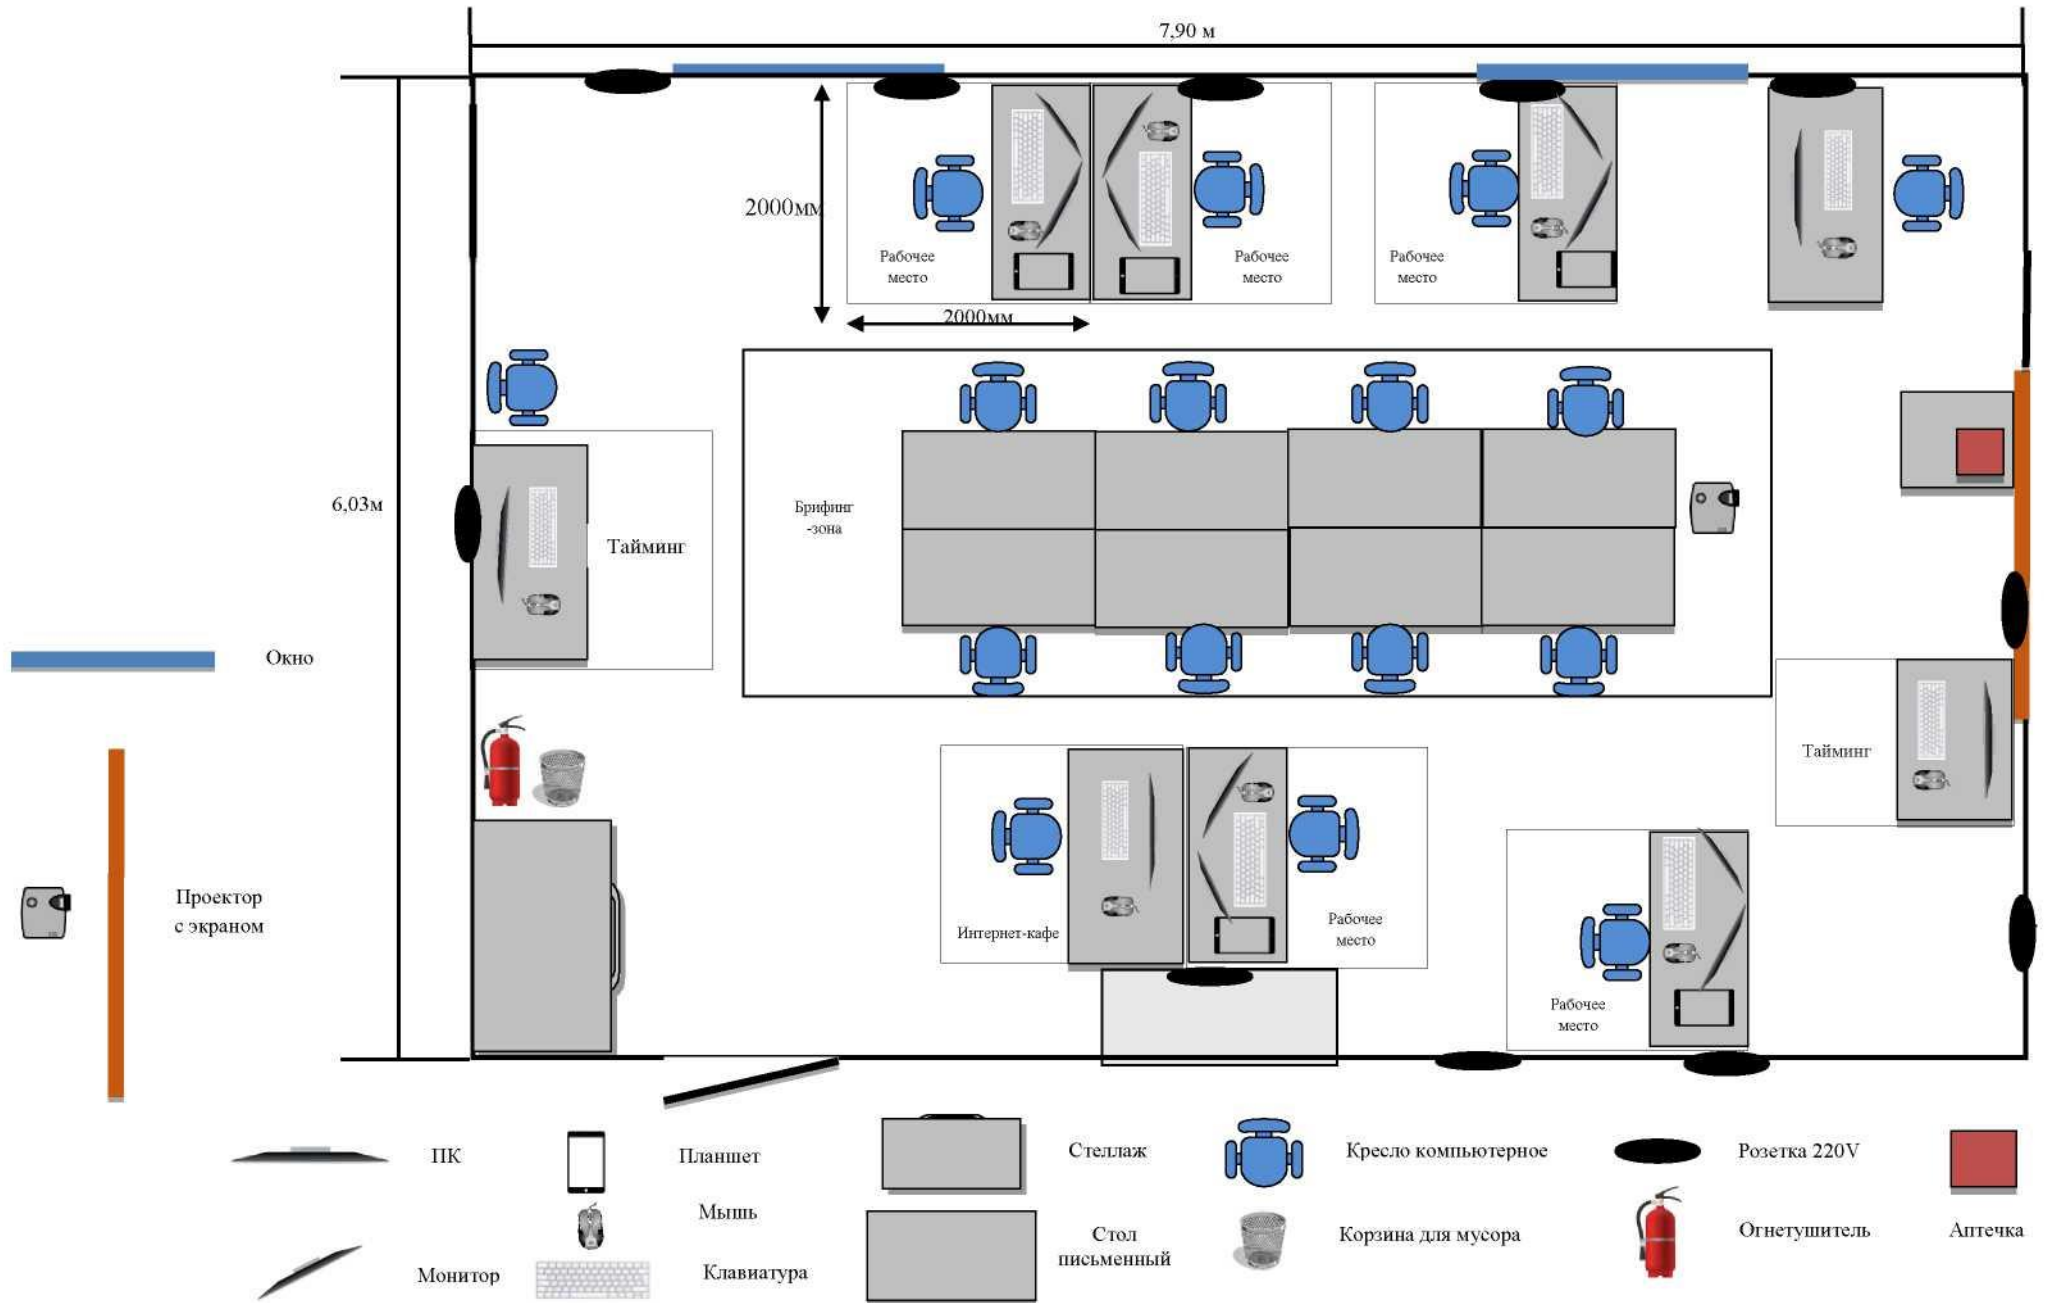 7,90 м
2000мм
Рабочее
место
Рабочее
место
Рабочее
место
2000мм
6,03м
Брифинг
-зона
Тайминг
Окно
Тайминг
Проектор
с экраном
Интернет-кафе
Рабочее
место
Рабочее
место
ПК
Планшет
Стеллаж
Кресло компьютерное
Розетка 220V
Мышь
Стол
письменный
Корзина для мусора
Огнетушитель
Аптечка
Монитор
Клавиатура